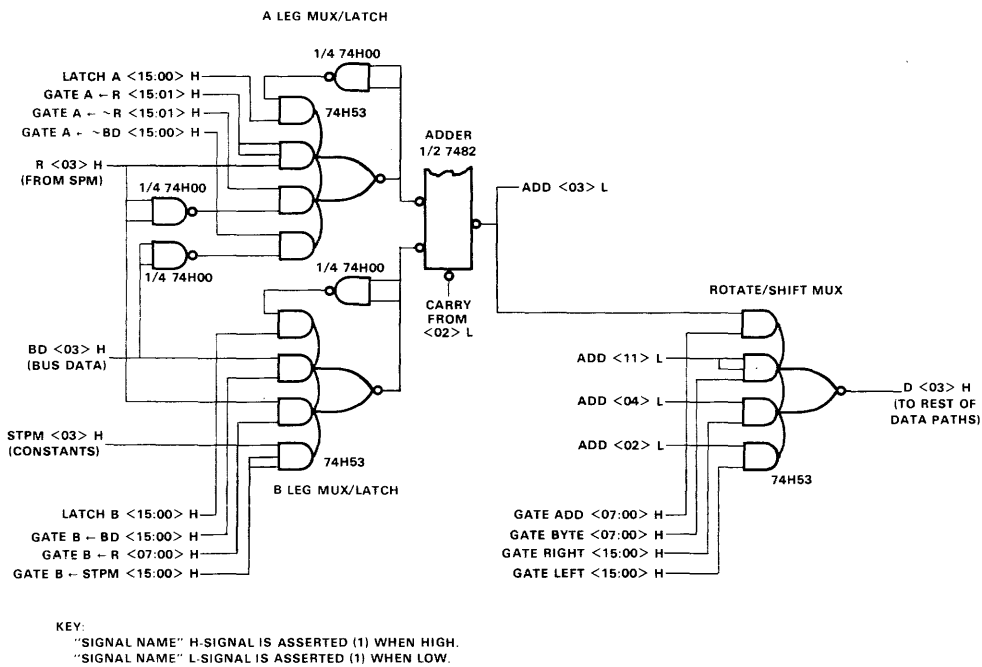 A LEG MUX/LATCH
1/4 74H00
LATCH A <15:00> H
GATE A ← R <15:01> H
GATE A ← ~R <15:01> H
GATE A ← ~BD <15:00> H
74H53
ADDER
1/2 7482
R <03> H
(FROM SPM)
1/4 74H00
ADD <03> L
1/4 74H00
1/4 74H00
CARRY
FROM
<02> L
ROTATE/SHIFT MUX
BD <03> H
(BUS DATA)
ADD <11> L
ADD <04> L
D <03> H
(TO REST OF
DATA PATHS)
STPM <03> H
(CONSTANTS)
ADD <02> L
74H53
74H53
B LEG MUX/LATCH
LATCH B <15:00> H
GATE B ← BD <15:00> H
GATE B ← R <07:00> H
GATE B ← STPM <15:00> H
GATE ADD <07:00> H
GATE BYTE <07:00> H
GATE RIGHT <15:00> H
GATE LEFT <15:00> H
KEY:
"SIGNAL NAME" H-SIGNAL IS ASSERTED (1) WHEN HIGH.
"SIGNAL NAME" L-SIGNAL IS ASSERTED (1) WHEN LOW.